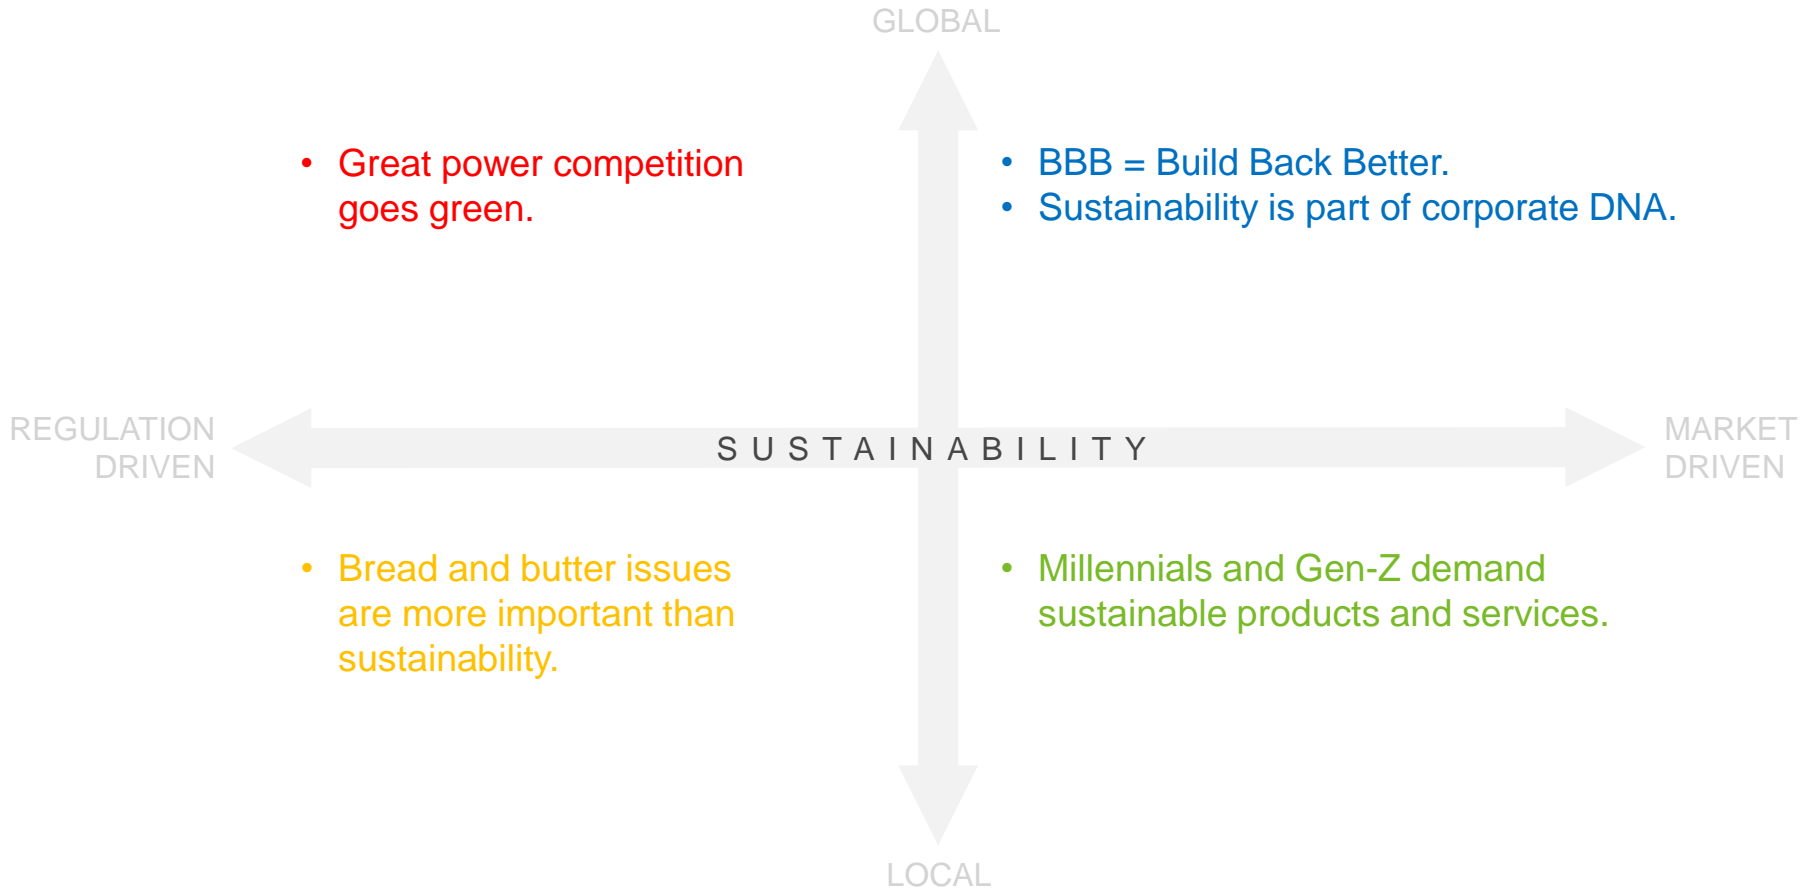 GLOBAL
• Great power competition
goes green.
• BBB = Build Back Better.
• Sustainability is part of corporate DNA.
REGULATION
DRIVEN
SUSTAINABILITY
MARKET
DRIVEN
• Bread and butter issues
are more important than
sustainability.
• Millennials and Gen-Z demand
sustainable products and services.
LOCAL